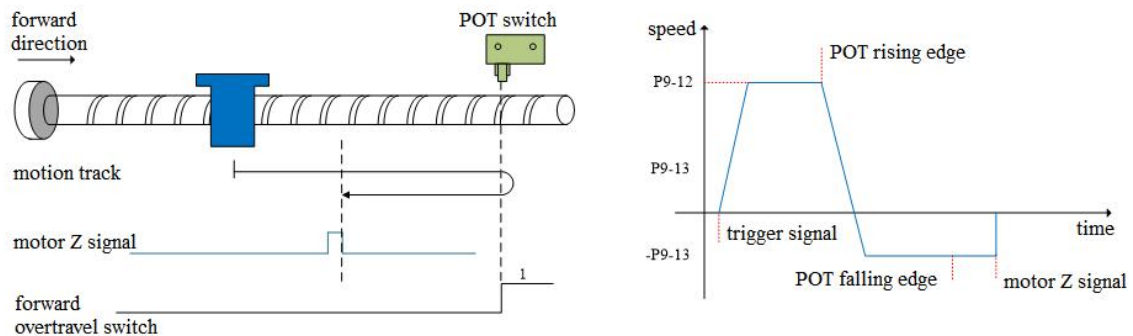 forward
direction
POT switch
motion track
motor Z signal
1
forward
overtravel switch
speed
POT rising edge
P9-12
P9-13
time
trigger signal
-P9-13
POT falling edge
motor Z signal